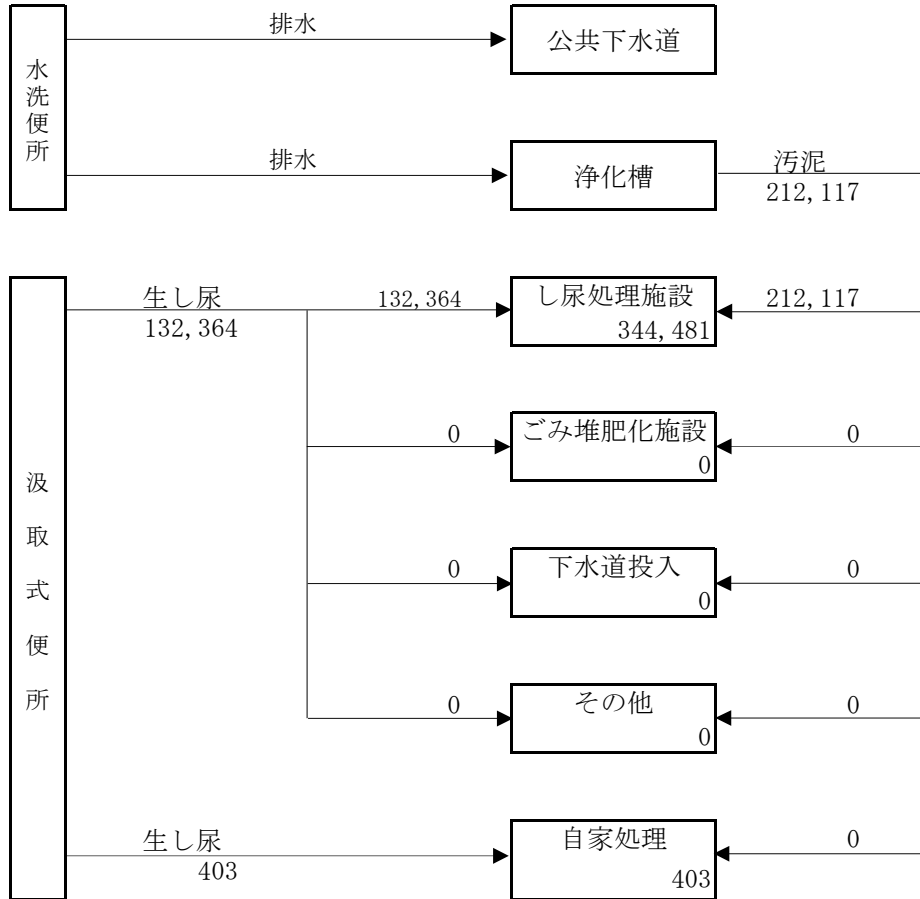 水洗便所
排水
公共下水道
排水
浄化槽
汚泥
212,117
汲取式便所
生し尿
132,364
132,364
し尿処理施設
344,481
212,117
0
ごみ堆肥化施設
0
0
0
下水道投入
0
0
0
その他
0
0
生し尿
403
自家処理
403
0